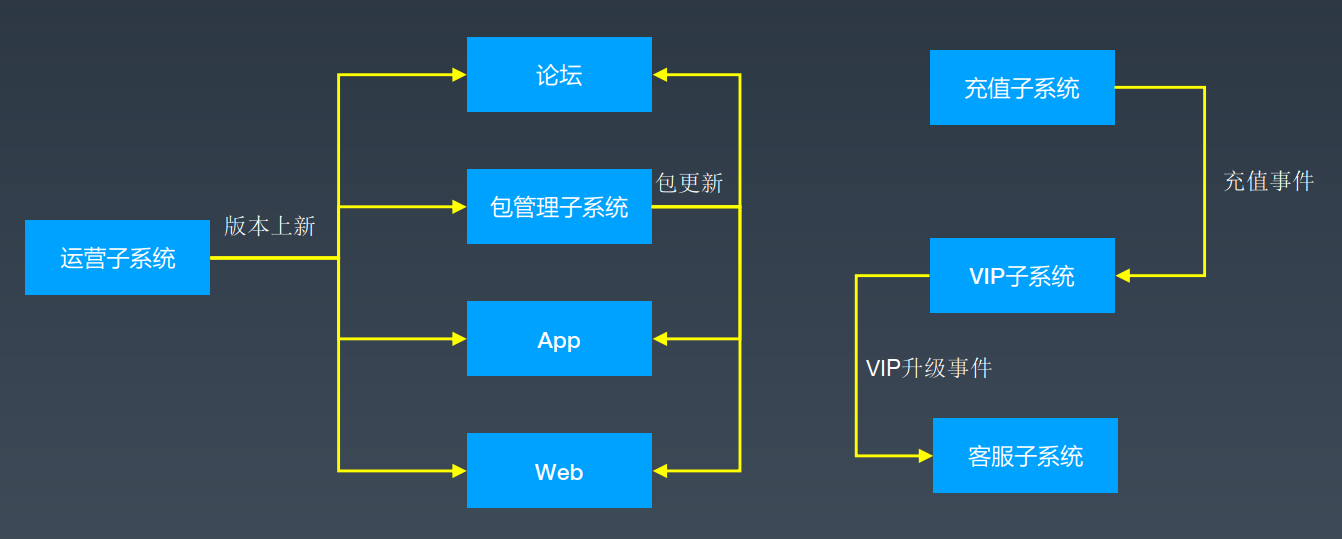 论坛
充值子系统
包管理子系统
包更新
充值事件
版本上新
运营子系统
VIP子系统
App
VIP升级事件
Web
客服子系统